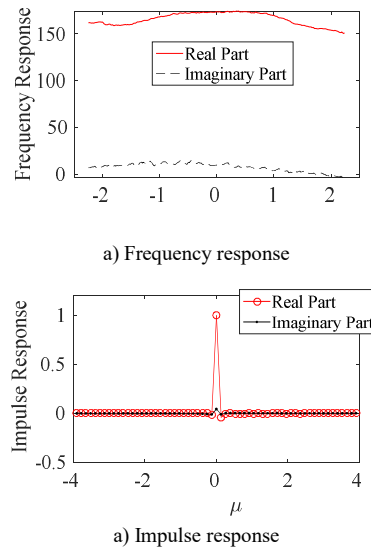 150
100
50
0
Frequency Response
Real Part
Imaginary Part
-2 -1 0 1 2
a) Frequency response
1
0.5
0
-0.5
Impulse Response
Real Part
Imaginary Part
-4 -2 0 2 4
μ
a) Impulse response